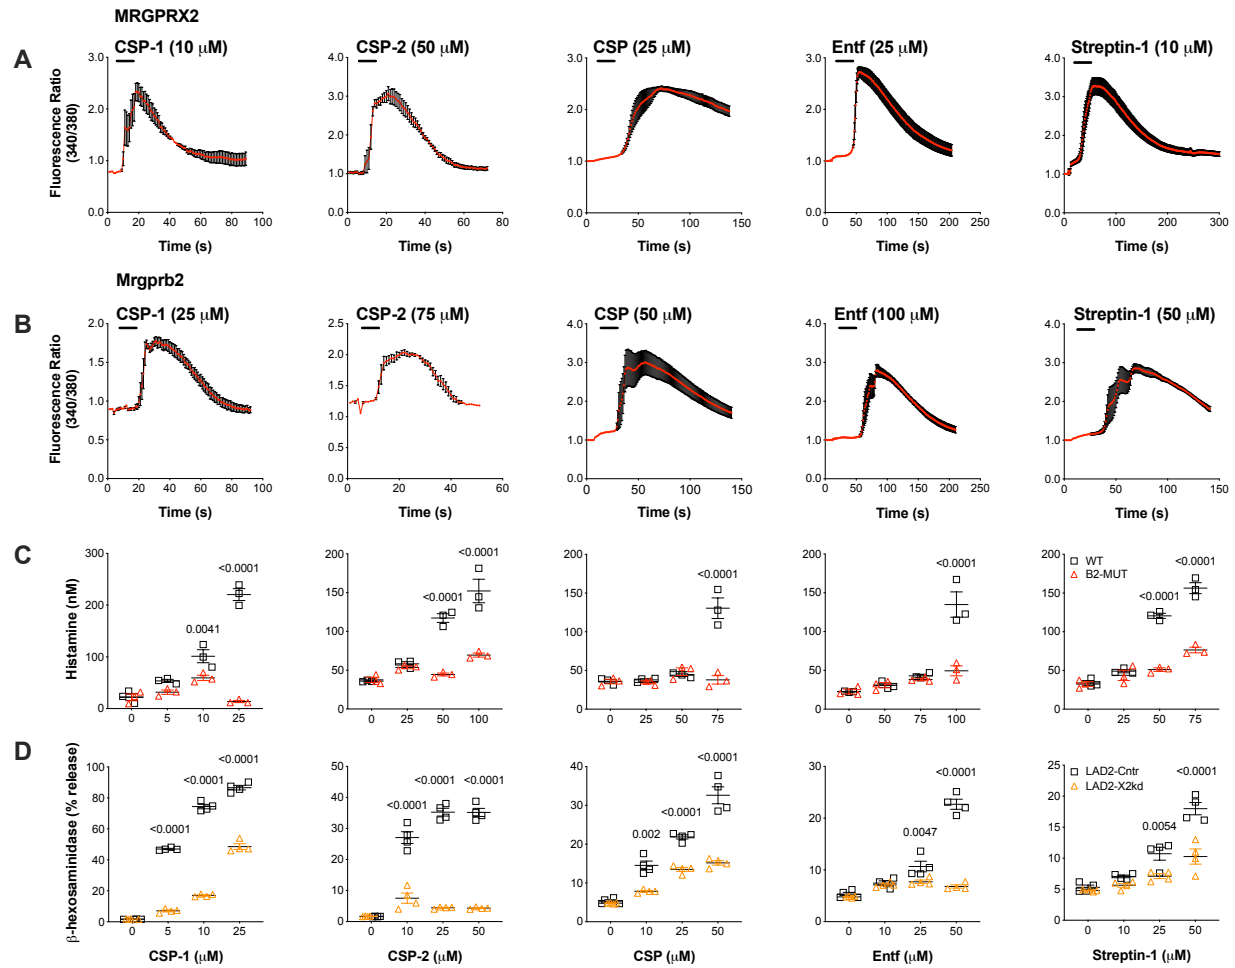 MRGPRX2
A
CSP-1 (10 μM)
CSP-2 (50 μM)
CSP (25 μM)
Entf (25 μM)
Streptin-1 (10 μM)
Fluorescence Ratio
(340/380)
3.0
2.0
1.0
0.0
0 20 40 60 80 100
4.0
3.0
2.0
1.0
0.0
0 20 40 60 80
3.0
2.0
1.0
0.0
0 50 100 150
3.0
2.0
1.0
0.0
0 50 100 150 200 250
4.0
3.0
2.0
1.0
0.0
0 100 200 300
Time (s)
Time (s)
Time (s)
Time (s)
Time (s)
Mrgprb2
B
CSP-1 (25 μM)
CSP-2 (75 μM)
CSP (50 μM)
Entf (100 μM)
Streptin-1 (50 μM)
Fluorescence Ratio
(340/380)
2.0
1.5
1.0
0.5
0.0
0 20 40 60 80 100
2.5
2.0
1.5
1.0
0.5
0.0
0 20 40 60
4.0
3.0
2.0
1.0
0.0
0 50 100 150
4.0
3.0
2.0
1.0
0.0
0 50 100 150 200 250
4.0
3.0
2.0
1.0
0.0
0 50 100 150
Time (s)
Time (s)
Time (s)
Time (s)
Time (s)
C
Histamine (nM)
300
200
100
0
0.0041
<0.0001
0 5 10 25
200
150
100
50
0
<0.0001
<0.0001
0 25 50 100
200
150
100
50
0
<0.0001
0 25 50 75
200
150
100
50
0
<0.0001
0 50 75 100
200
150
100
50
0
WT
B2-MUT
<0.0001
<0.0001
0 25 50 75
D
β-hexosaminidase (% release)
100
80
60
40
20
0
<0.0001
<0.0001
<0.0001
0 5 10 25
CSP-1 (μM)
80
60
40
20
0
<0.0001
<0.0001
<0.0001
0 10 25 50
CSP-2 (μM)
40
30
20
10
0
0.002
<0.0001
<0.0001
0 10 25 50
CSP (μM)
30
20
10
0
0.0047
<0.0001
0 10 25 50
Entf (μM)
25
20
15
10
5
0
LAD2-Cntr
LAD2-X2kd
0.0054
<0.0001
0 10 25 50
Streptin-1 (μM)